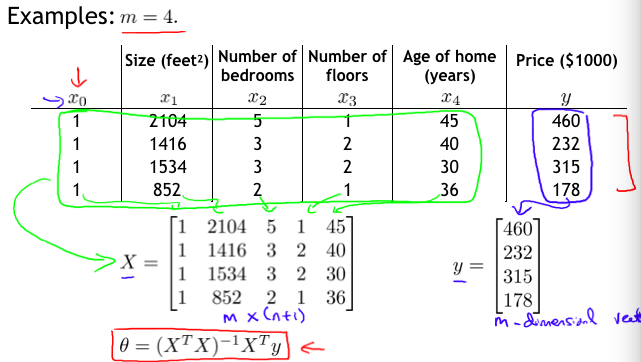 Examples: m = 4.
Size (feet²) Number of bedrooms Number of floors Age of home (years) Price ($1000)
x₀ x₁ x₂ x₃ x₄ y
1 2104 5 1 45 460
1 1416 3 2 40 232
1 1534 3 2 30 315
1 852 2 1 36 178
X = [1 2104 5 1 45] y = [460]
[1 1416 3 2 40] [232]
[1 1534 3 2 30] [315]
[1 852 2 1 36] [178]
m x (n+1) m-dimensional
θ = (XᵀX)⁻¹Xᵀy